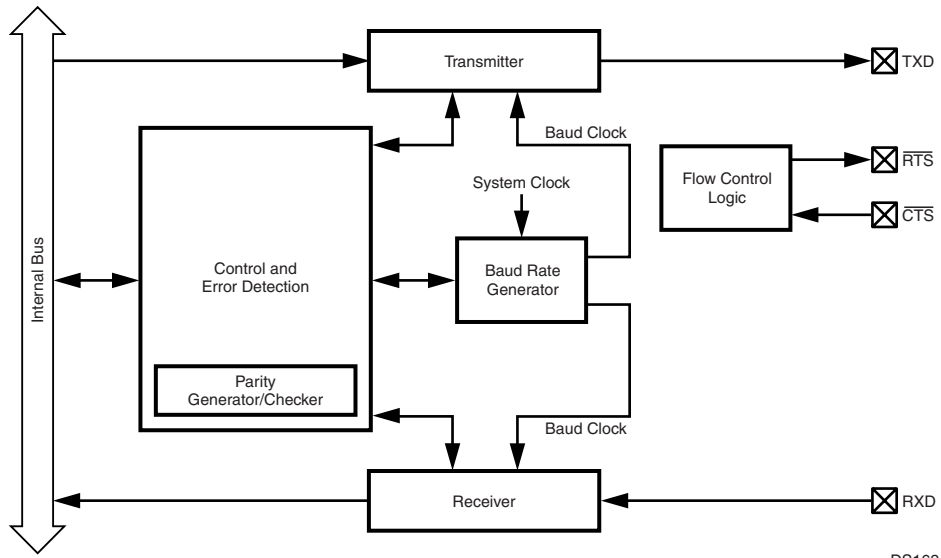 Transmitter
TXD
Baud Clock
RTS
System Clock
Flow Control
Logic
CTS
Internal Bus
Control and
Error Detection
Baud Rate
Generator
Parity
Generator/Checker
Baud Clock
Receiver
RXD